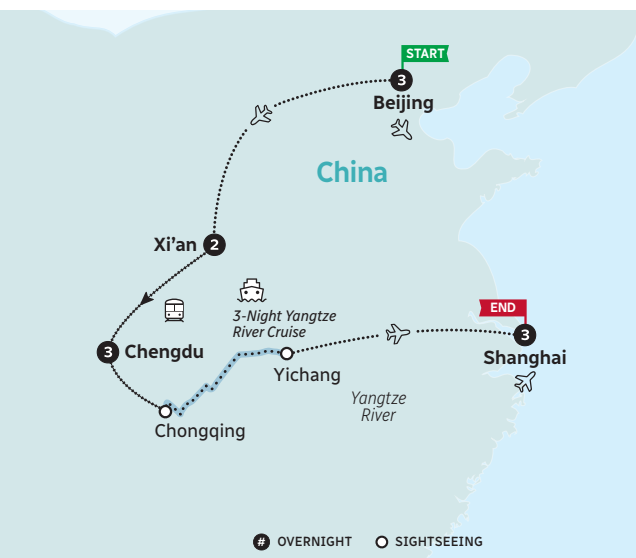 START
3
Beijing
China
Xi'an 2
3-Night Yangtze
River Cruise
END
3
Shanghai
3 Chengdu
Yichang
Yangtze
River
Chongqing
# OVERNIGHT
SIGHTSEEING